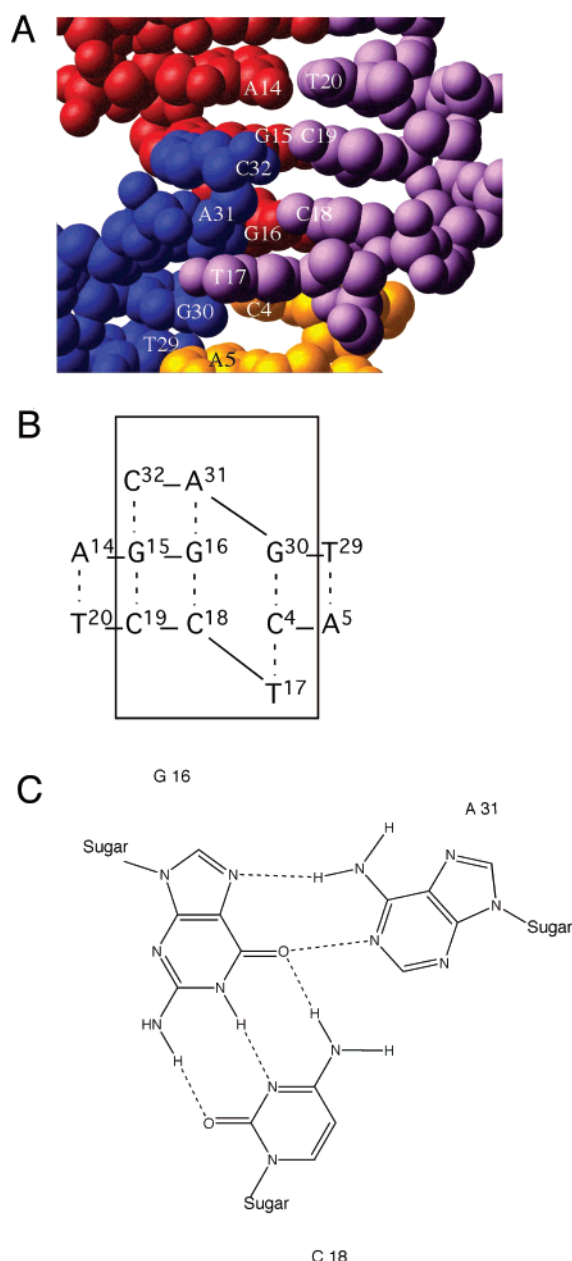 A
A14
T20
G15
C19
C32
A31
C18
G16
T17
G30
C4
T29
A5
B
C32 A31
A14 G15 G16 G30 T29
T20 C19 C18 C4 A5
T17
G 16
C
A 31
Sugar
H
H
N
N
N
H
N
N
N
O
N
N
Sugar
N
H
HN
H
H
H
N
H
N
O
N
Sugar
C 18